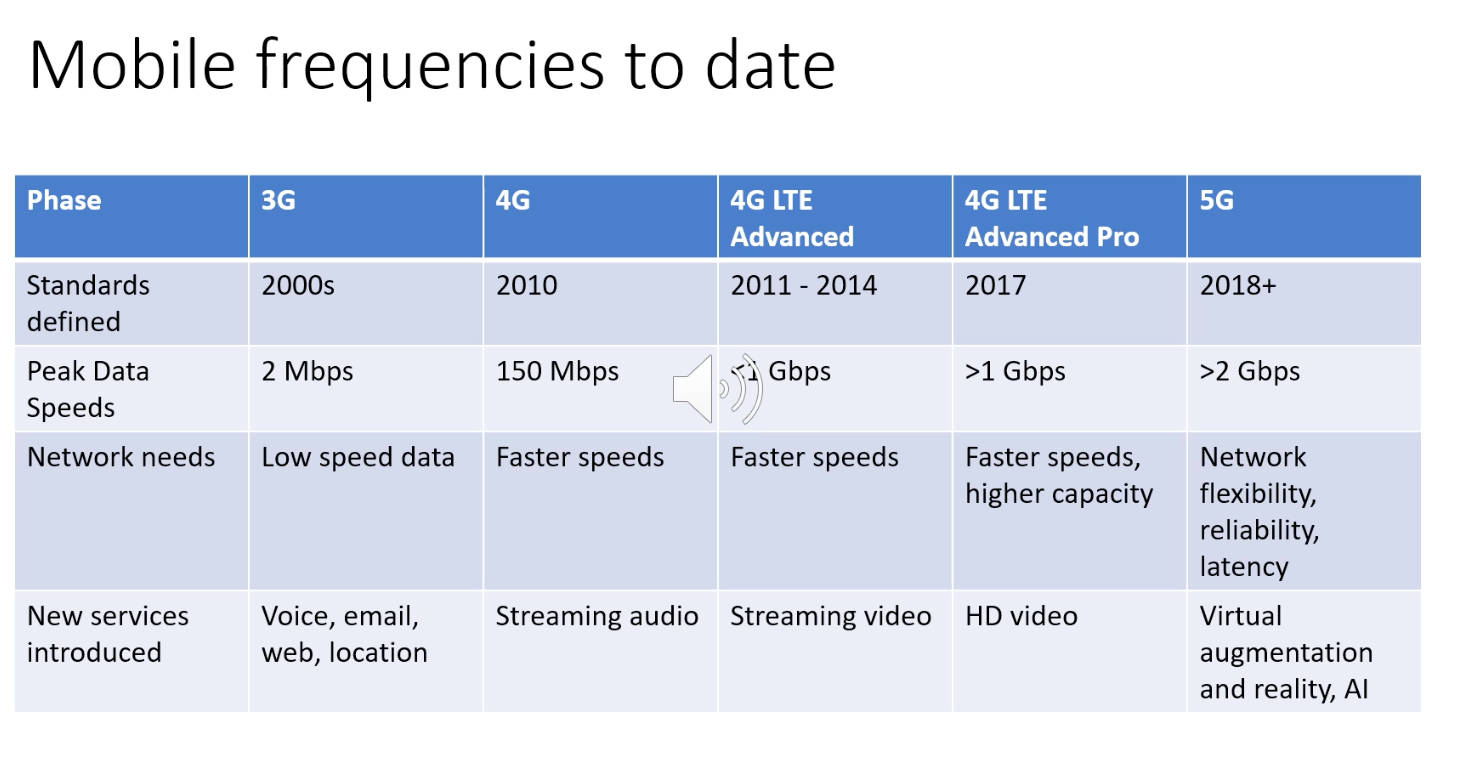 Mobile frequencies to date
Phase 3G 4G 4G LTE 4G LTE 5G
Advanced Advanced Pro
Standards 2000s 2010 2011 - 2014 2017 2018+
defined
Peak Data 2 Mbps 150 Mbps <1 Gbps >1 Gbps >2 Gbps
Speeds
Network needs Low speed data Faster speeds Faster speeds Faster speeds, Network
higher capacity flexibility,
reliability,
latency
New services Voice, email, Streaming audio Streaming video HD video Virtual
introduced web, location augmentation
and reality, AI